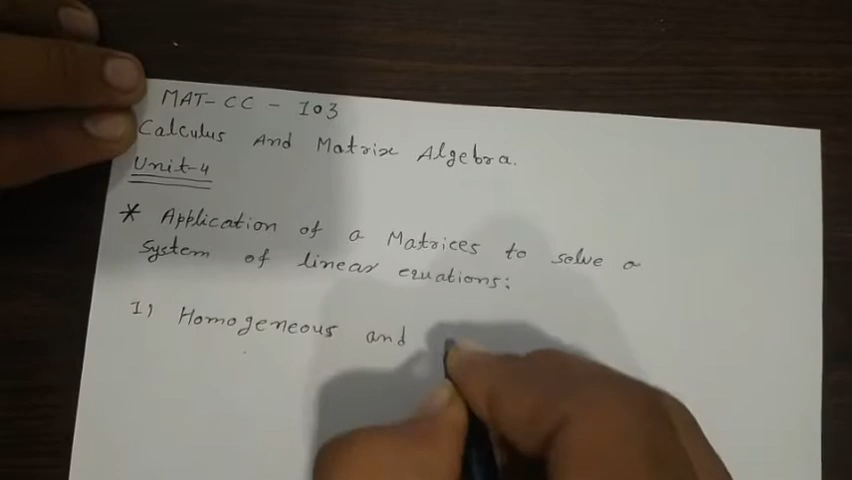 MAT-CC-103
Calculus And Matrix Algebra.
Unit-4
* Application of a Matrices to solve a
System of linear equations:
1) Homogeneous and